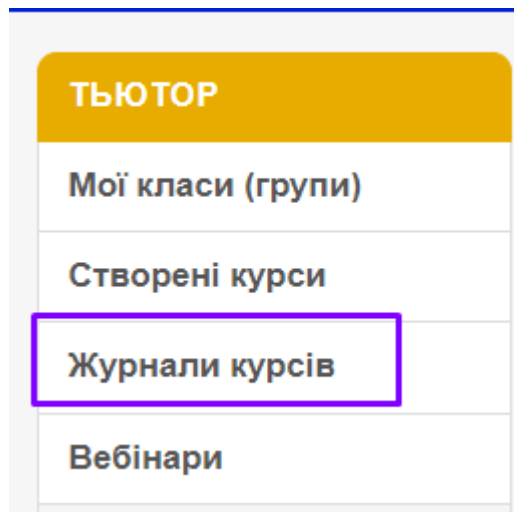 ТЬЮТОР
Мої класи (групи)
Створені курси
Журнали курсів
Вебінари